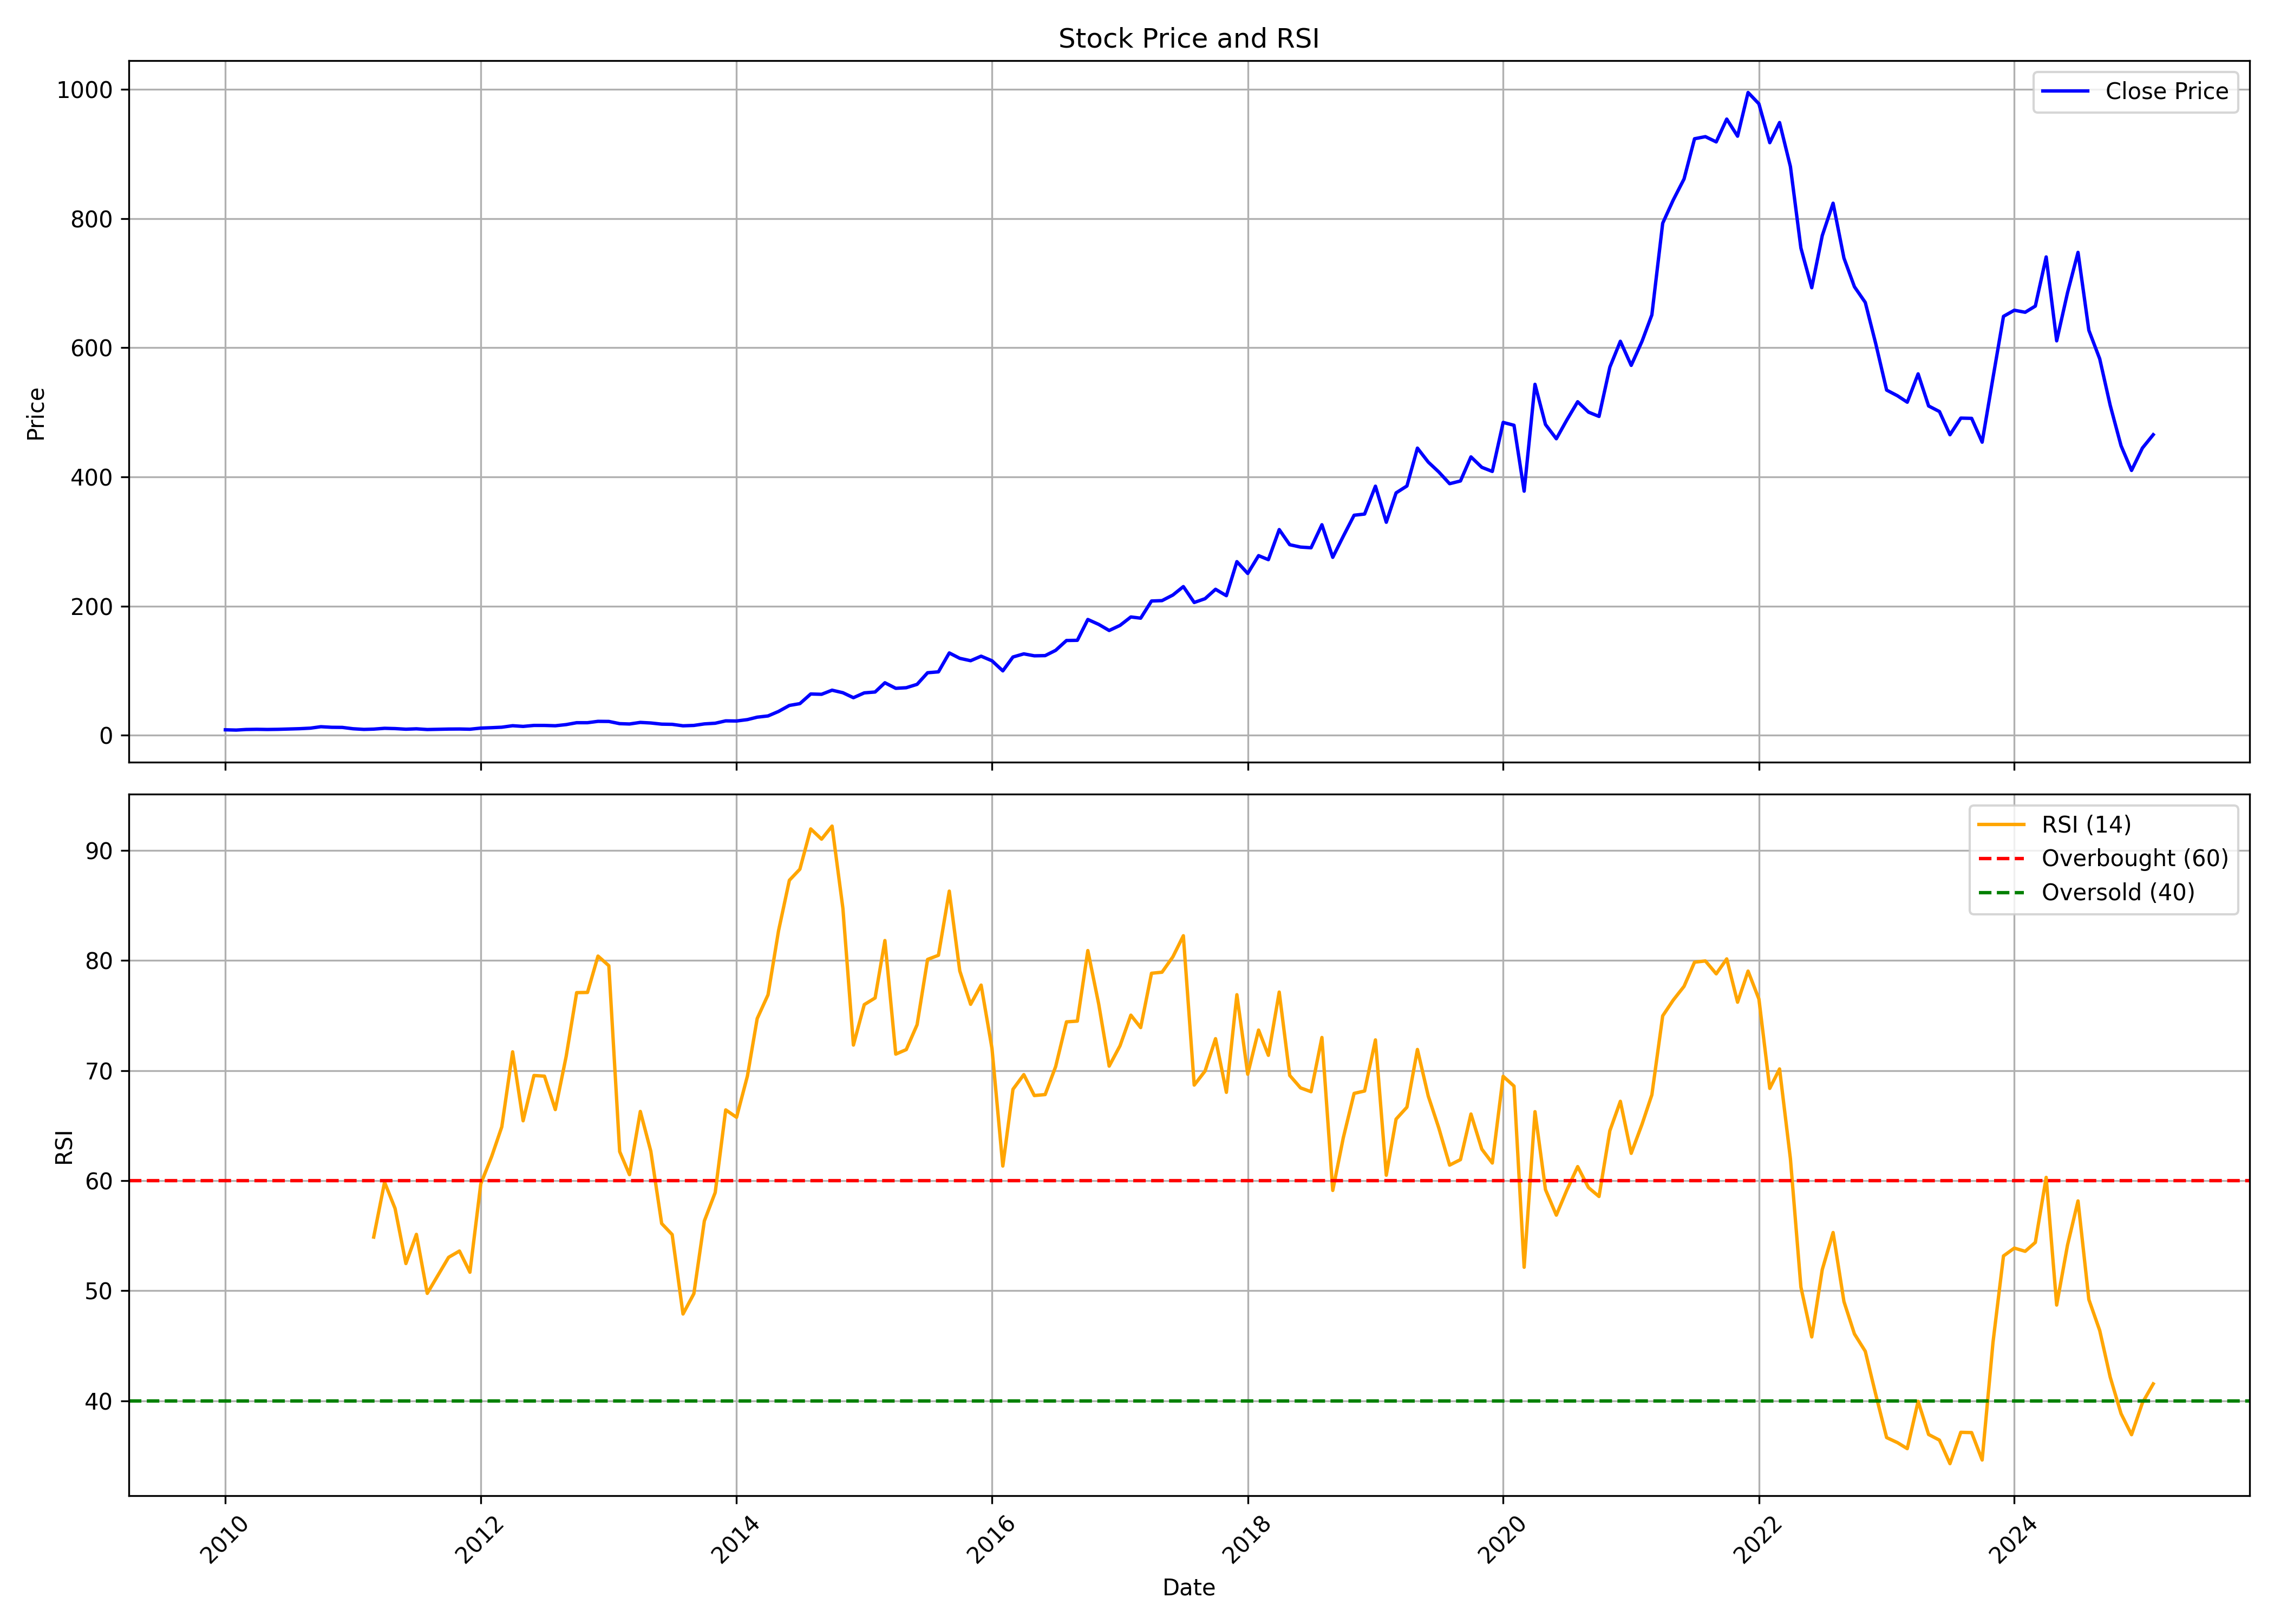 Stock Price and RSI
1000
800
600
400
200
0
Price
Close Price
90
80
70
60
50
40
RSI
RSI (14)
Overbought (60)
Oversold (40)
2010
2012
2014
2016
2018
2020
2022
2024
Date